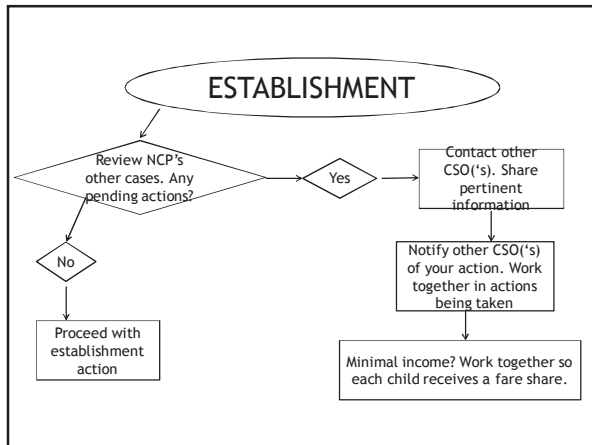 ESTABLISHMENT
Review NCP's
other cases. Any
pending actions?
Yes
Contact other
CSO('s). Share
pertinent
information
No
Notify other CSO('s)
of your action. Work
together in actions
being taken
Proceed with
establishment
action
Minimal income? Work together so
each child receives a fare share.